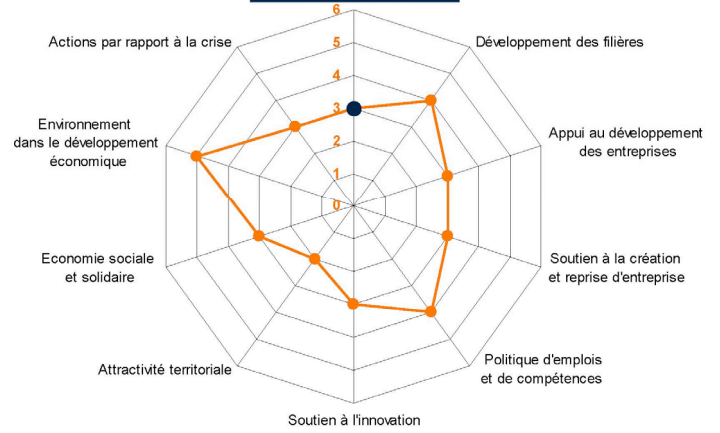 6
5
4
3
2
1
0
Développement des filières
Appui au développement
des entreprises
Soutien à la création
et reprise d'entreprise
Politique d'emplois
et de compétences
Soutien à l'innovation
Attractivité territoriale
Economie sociale
et solidaire
Environnement
dans le développement
économique
Actions par rapport à la crise